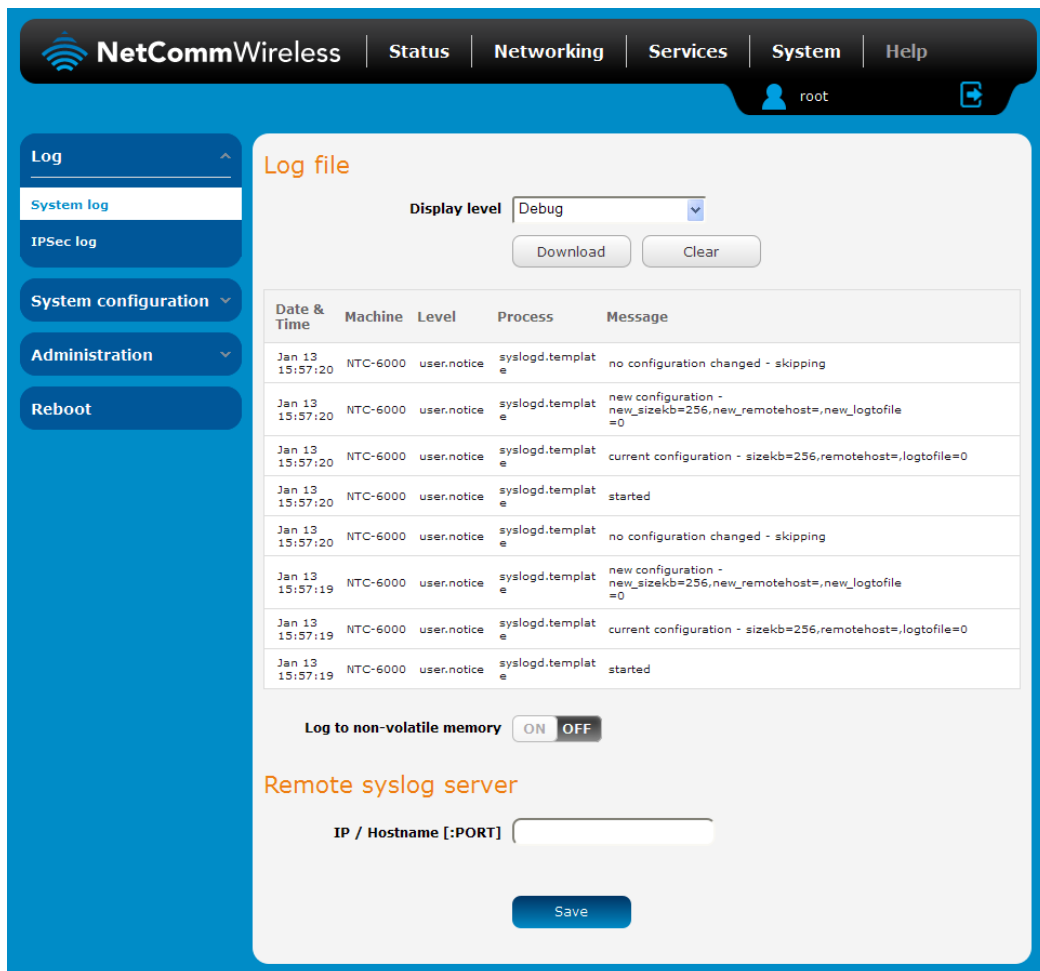 NetCommWireless Status Networking Services System Help
root
Log
System log
IPSec log
System configuration
Administration
Reboot
Log file
Display level Debug
Download Clear
Date & Time Machine Level Process Message
Jan 13 15:57:20 NTC-6000 user.notice syslogd.template no configuration changed - skipping
Jan 13 15:57:20 NTC-6000 user.notice syslogd.template new configuration - new_sizekb=256,new_remotehost=,new_logtofile=0
Jan 13 15:57:20 NTC-6000 user.notice syslogd.template current configuration - sizekb=256,remotehost=,logtofile=0
Jan 13 15:57:20 NTC-6000 user.notice syslogd.template started
Jan 13 15:57:20 NTC-6000 user.notice syslogd.template no configuration changed - skipping
Jan 13 15:57:19 NTC-6000 user.notice syslogd.template new configuration - new_sizekb=256,new_remotehost=,new_logtofile=0
Jan 13 15:57:19 NTC-6000 user.notice syslogd.template current configuration - sizekb=256,remotehost=,logtofile=0
Jan 13 15:57:19 NTC-6000 user.notice syslogd.template started
Log to non-volatile memory ON OFF
Remote syslog server
IP / Hostname [:PORT]
Save